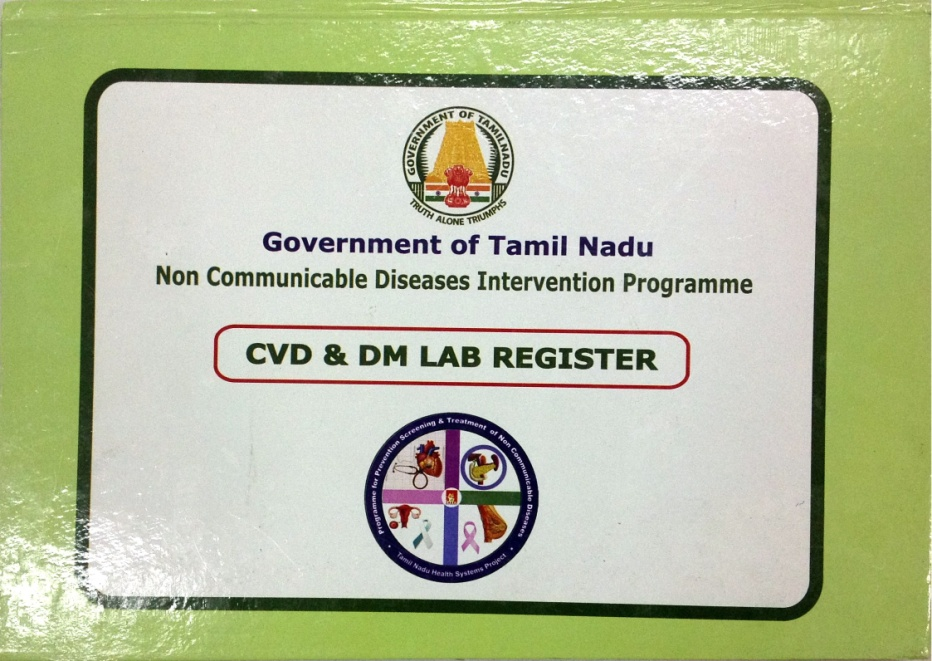 GOVERNMENT OF TAMILNADU
TRUTH ALONE TRIUMPHS
Government of Tamil Nadu
Non Communicable Diseases Intervention Programme
CVD & DM LAB REGISTER
Programme for Prevention Screening & Treatment of Non Communicable Diseases
Tamil Nadu Health Systems Project